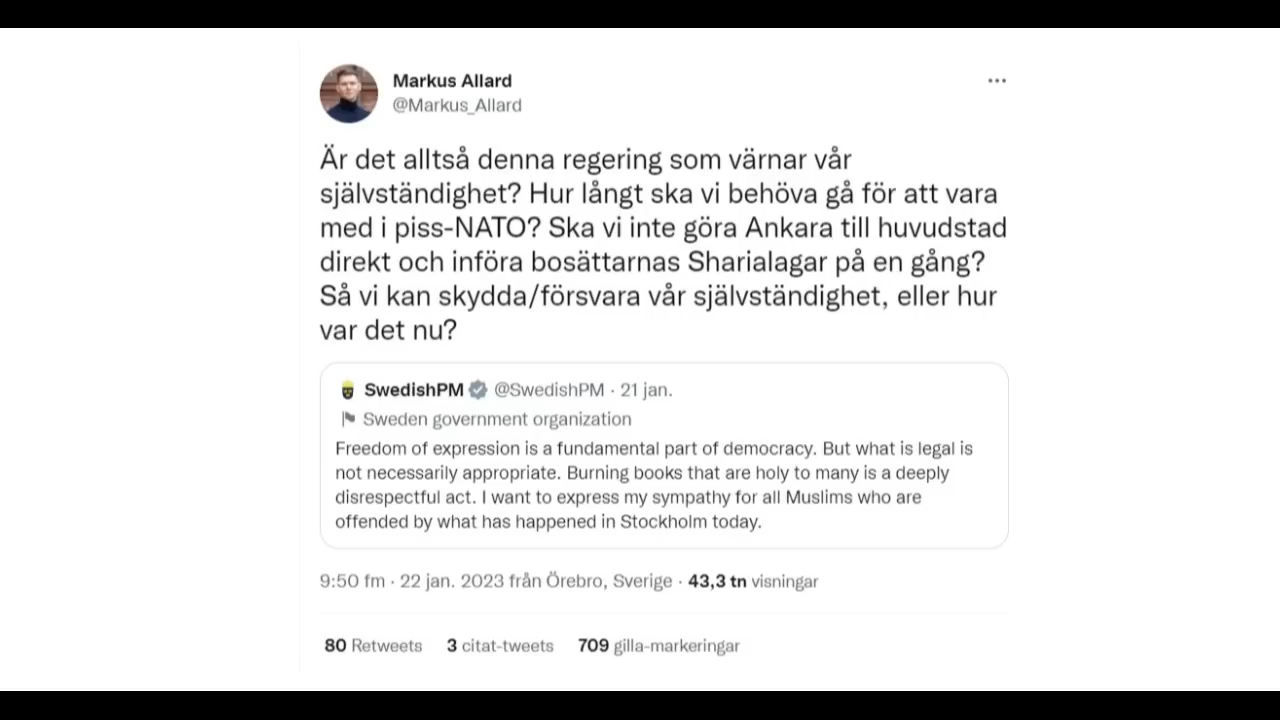 Markus Allard
@Markus_Allard
Är det alltså denna regering som värnar vår
självständighet? Hur långt ska vi behöva gå för att vara
med i piss-NATO? Ska vi inte göra Ankara till huvudstad
direkt och införa bosättarnas Sharialagar på en gång?
Så vi kan skydda/försvara vår självständighet, eller hur
var det nu?
SwedishPM @SwedishPM · 21 jan.
Sweden government organization
Freedom of expression is a fundamental part of democracy. But what is legal is
not necessarily appropriate. Burning books that are holy to many is a deeply
disrespectful act. I want to express my sympathy for all Muslims who are
offended by what has happened in Stockholm today.
9:50 fm · 22 jan. 2023 från Örebro, Sverige · 43,3 tn visningar
80 Retweets 3 citat-tweets 709 gilla-markeringar